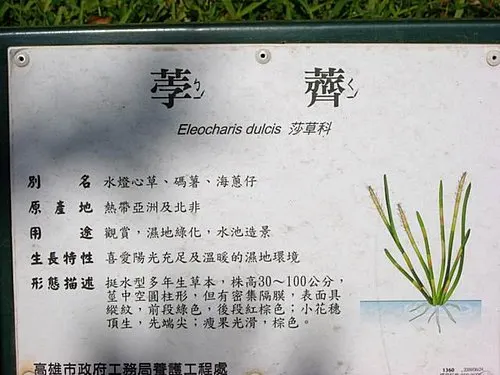 荸ㄅㄧˊ 薺ㄑㄧˊ
Eleocharis dulcis 莎草科
別名 水燈心草、碼薯、海蔥仔
原產地 熱帶亞洲及北非
用途 觀賞，濕地綠化，水池造景
生長特性 喜愛陽光充足及溫暖的濕地環境
形態描述 挺水型多年生草本，株高30～100公分，
莖中空圓柱形，但有密集隔膜，表面具
縱紋，前段綠色，後段紅棕色；小花穗
頂生，先端尖；瘦果光滑，棕色。
高雄市政府工務局養護工程處
1360